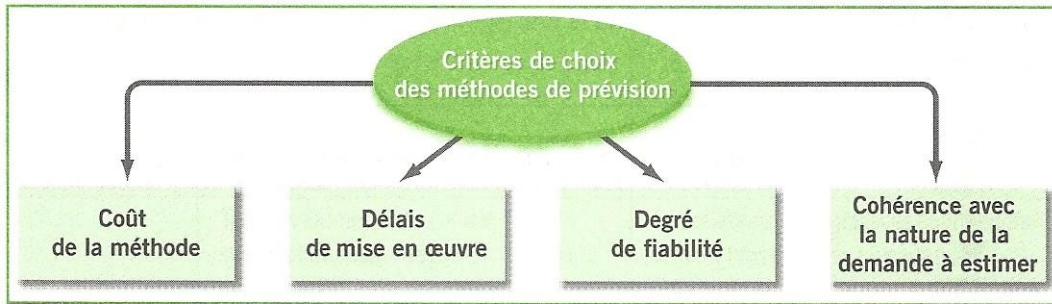 Critères de choix
des méthodes de prévision
Coût
de la méthode
Délais
de mise en œuvre
Degré
de fiabilité
Cohérence avec
la nature de la
demande à estimer